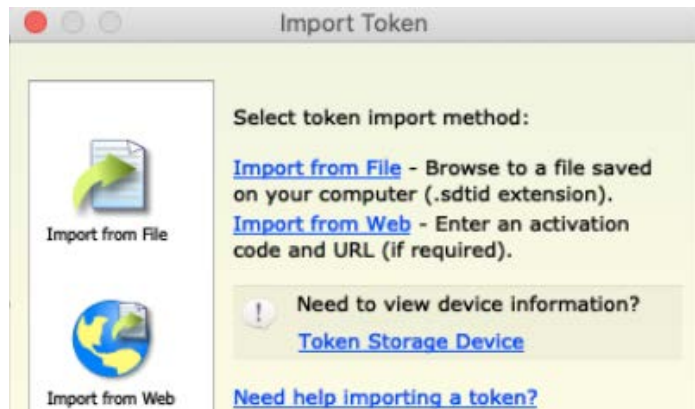 Import Token
Select token import method:
Import from File - Browse to a file saved
on your computer (.sdtid extension).
Import from Web - Enter an activation
code and URL (if required).
Import from File
! Need to view device information?
Token Storage Device
Import from Web
Need help importing a token?